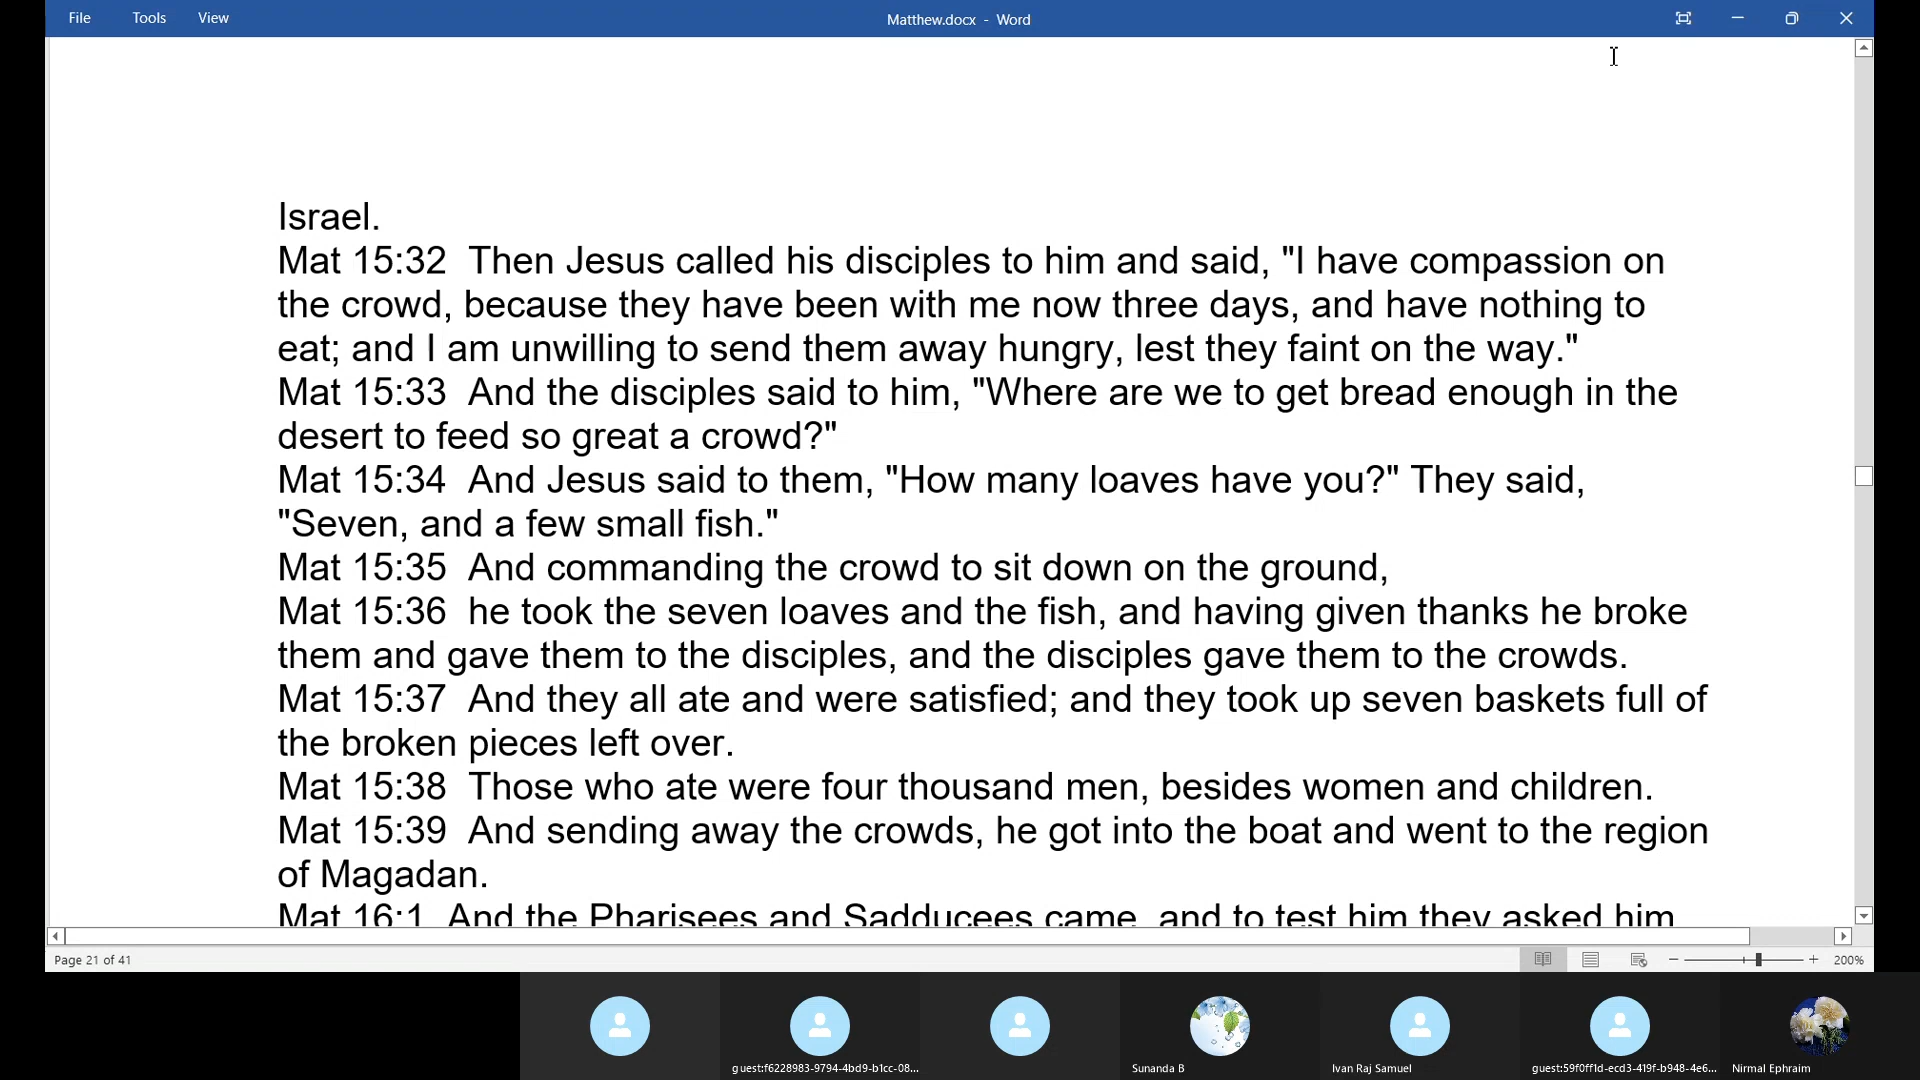 File Tools View Matthew.docx - Word
Israel.
Mat 15:32 Then Jesus called his disciples to him and said, "I have compassion on
the crowd, because they have been with me now three days, and have nothing to
eat; and I am unwilling to send them away hungry, lest they faint on the way."
Mat 15:33 And the disciples said to him, "Where are we to get bread enough in the
desert to feed so great a crowd?"
Mat 15:34 And Jesus said to them, "How many loaves have you?" They said,
"Seven, and a few small fish."
Mat 15:35 And commanding the crowd to sit down on the ground,
Mat 15:36 he took the seven loaves and the fish, and having given thanks he broke
them and gave them to the disciples, and the disciples gave them to the crowds.
Mat 15:37 And they all ate and were satisfied; and they took up seven baskets full of
the broken pieces left over.
Mat 15:38 Those who ate were four thousand men, besides women and children.
Mat 15:39 And sending away the crowds, he got into the boat and went to the region
of Magadan.
Mat 16:1 And the Pharisees and Sadducees came, and to test him they asked him
Page 21 of 41 200%
guest:f6228983-9794-4bd9-b1cc-08... Sunanda B Ivan Raj Samuel guest:59f0ff1d-ecd3-419f-b948-4e6... Nirmal Ephraim